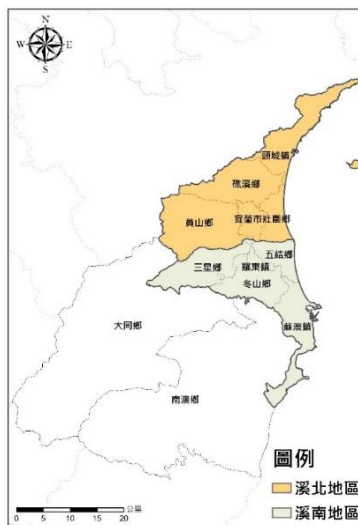 N
W E
S
頭城鎮
礁溪鄉
員山鄉
宜蘭市壯圍鄉
五結鄉
三星鄉
羅東鎮
冬山鄉
大同鄉
蘇澳鎮
南澳鄉
圖例
溪北地區
溪南地區
0 5 10 15 20 公里